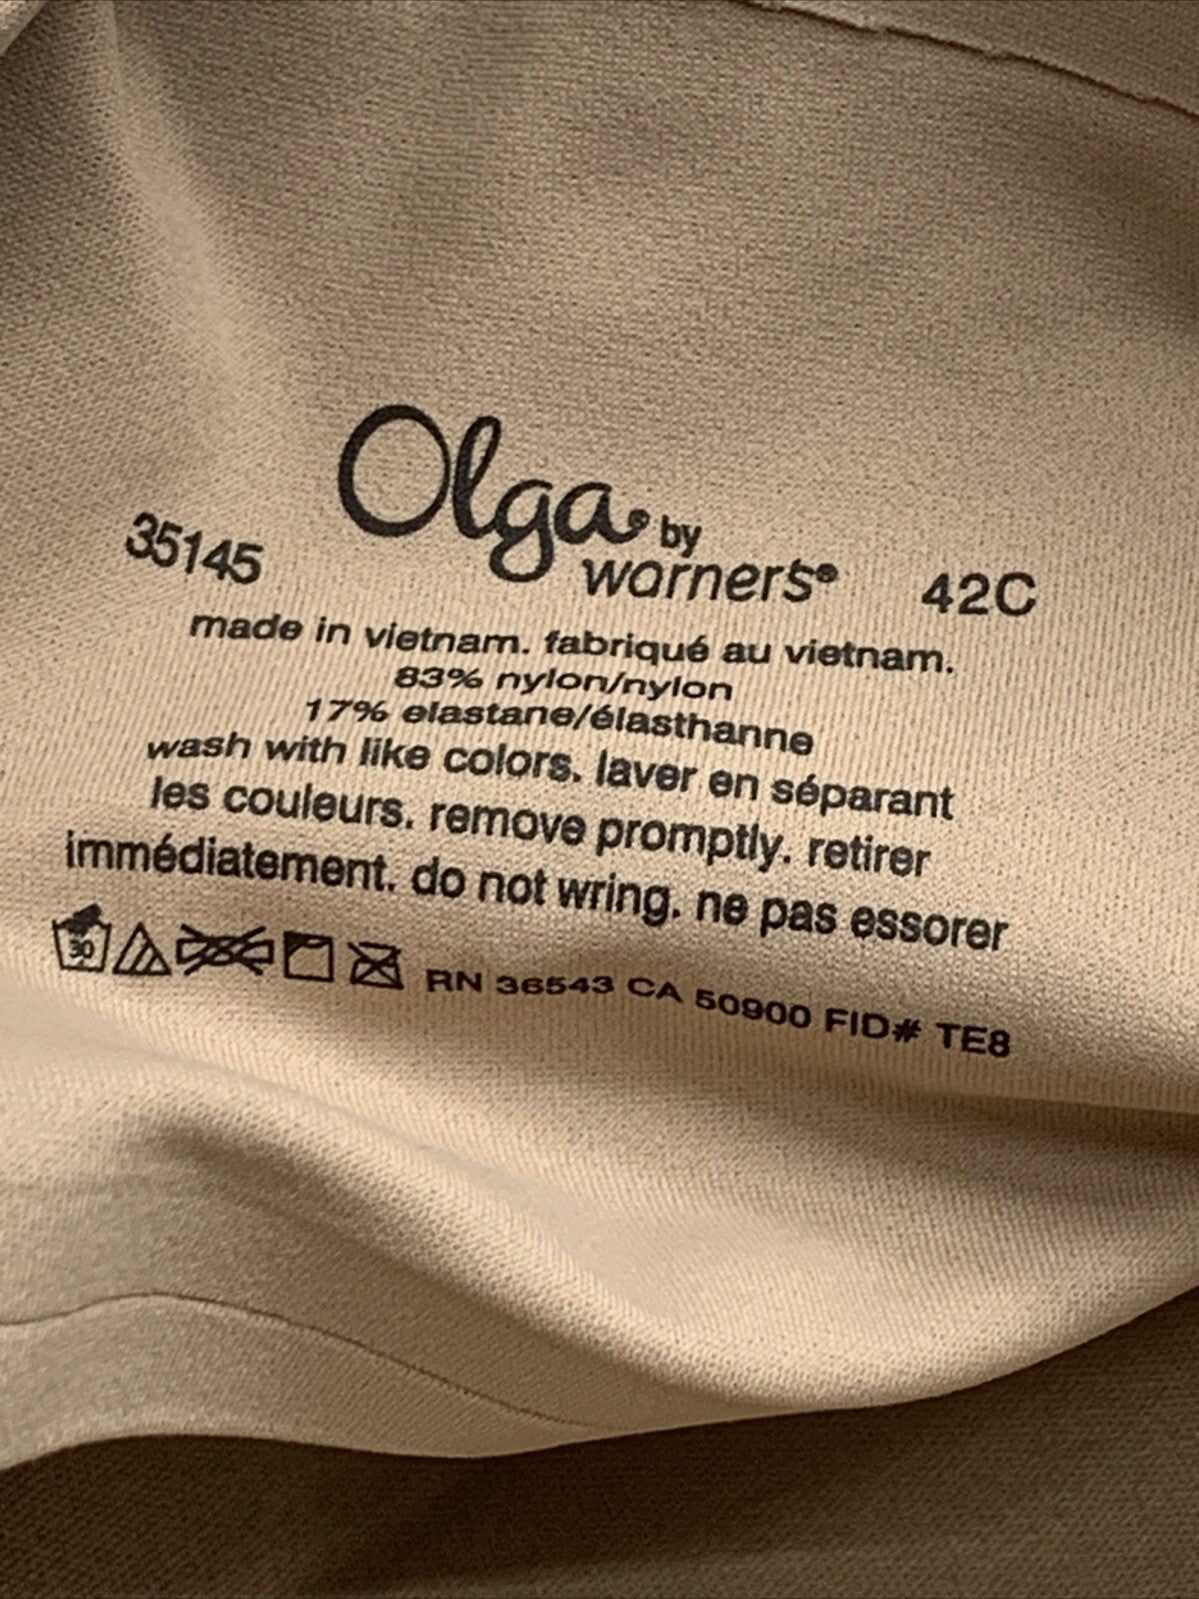 Olga® by
35145 warner's® 42C
made in vietnam. fabriqué au vietnam.
83% nylon/nylon
17% elastane/élasthanne
wash with like colors. laver en séparant
les couleurs. remove promptly. retirer
immédiatement. do not wring. ne pas essorer
30 RN 36543 CA 50900 FID# TE8